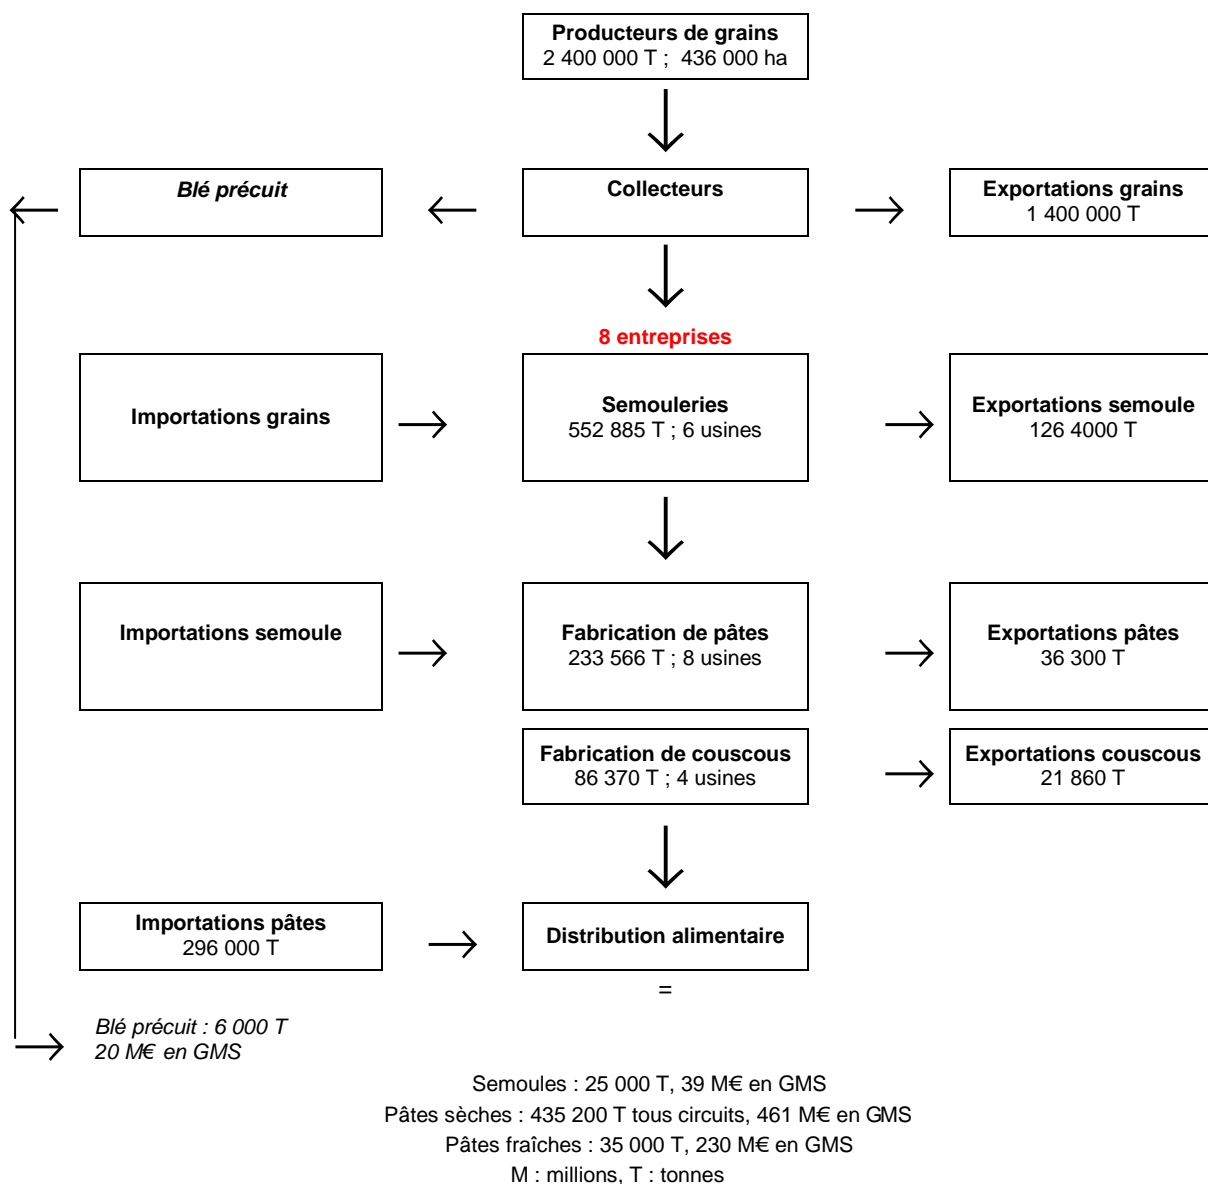 Producteurs de grains
2 400 000 T ; 436 000 ha
Blé précuit
Collecteurs
Exportations grains
1 400 000 T
8 entreprises
Importations grains
Semouleries
552 885 T ; 6 usines
Exportations semoule
126 4000 T
Importations semoule
Fabrication de pâtes
233 566 T ; 8 usines
Exportations pâtes
36 300 T
Fabrication de couscous
86 370 T ; 4 usines
Exportations couscous
21 860 T
Importations pâtes
296 000 T
Distribution alimentaire
=
Blé précuit : 6 000 T
20 M€ en GMS
Semoules : 25 000 T, 39 M€ en GMS
Pâtes sèches : 435 200 T tous circuits, 461 M€ en GMS
Pâtes fraîches : 35 000 T, 230 M€ en GMS
M : millions, T : tonnes